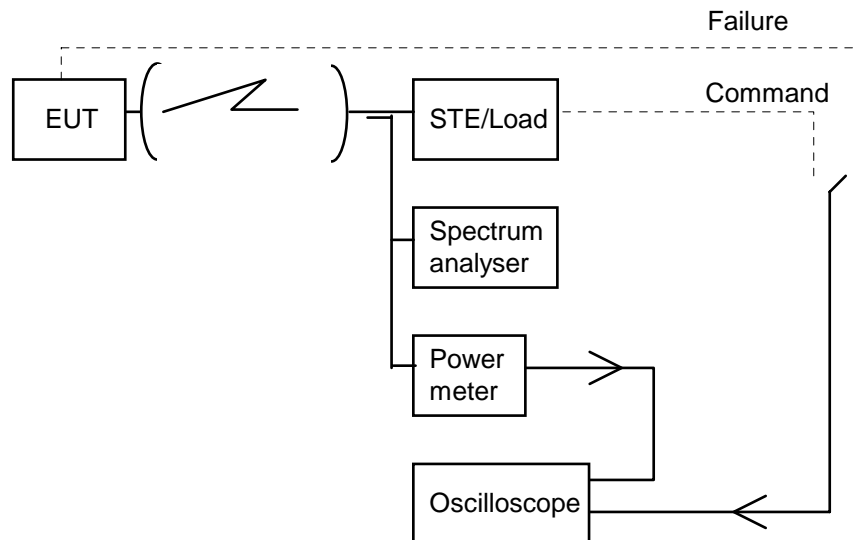 Failure
EUT
STE/Load
Command
Spectrum
analyser
Power
meter
Oscilloscope